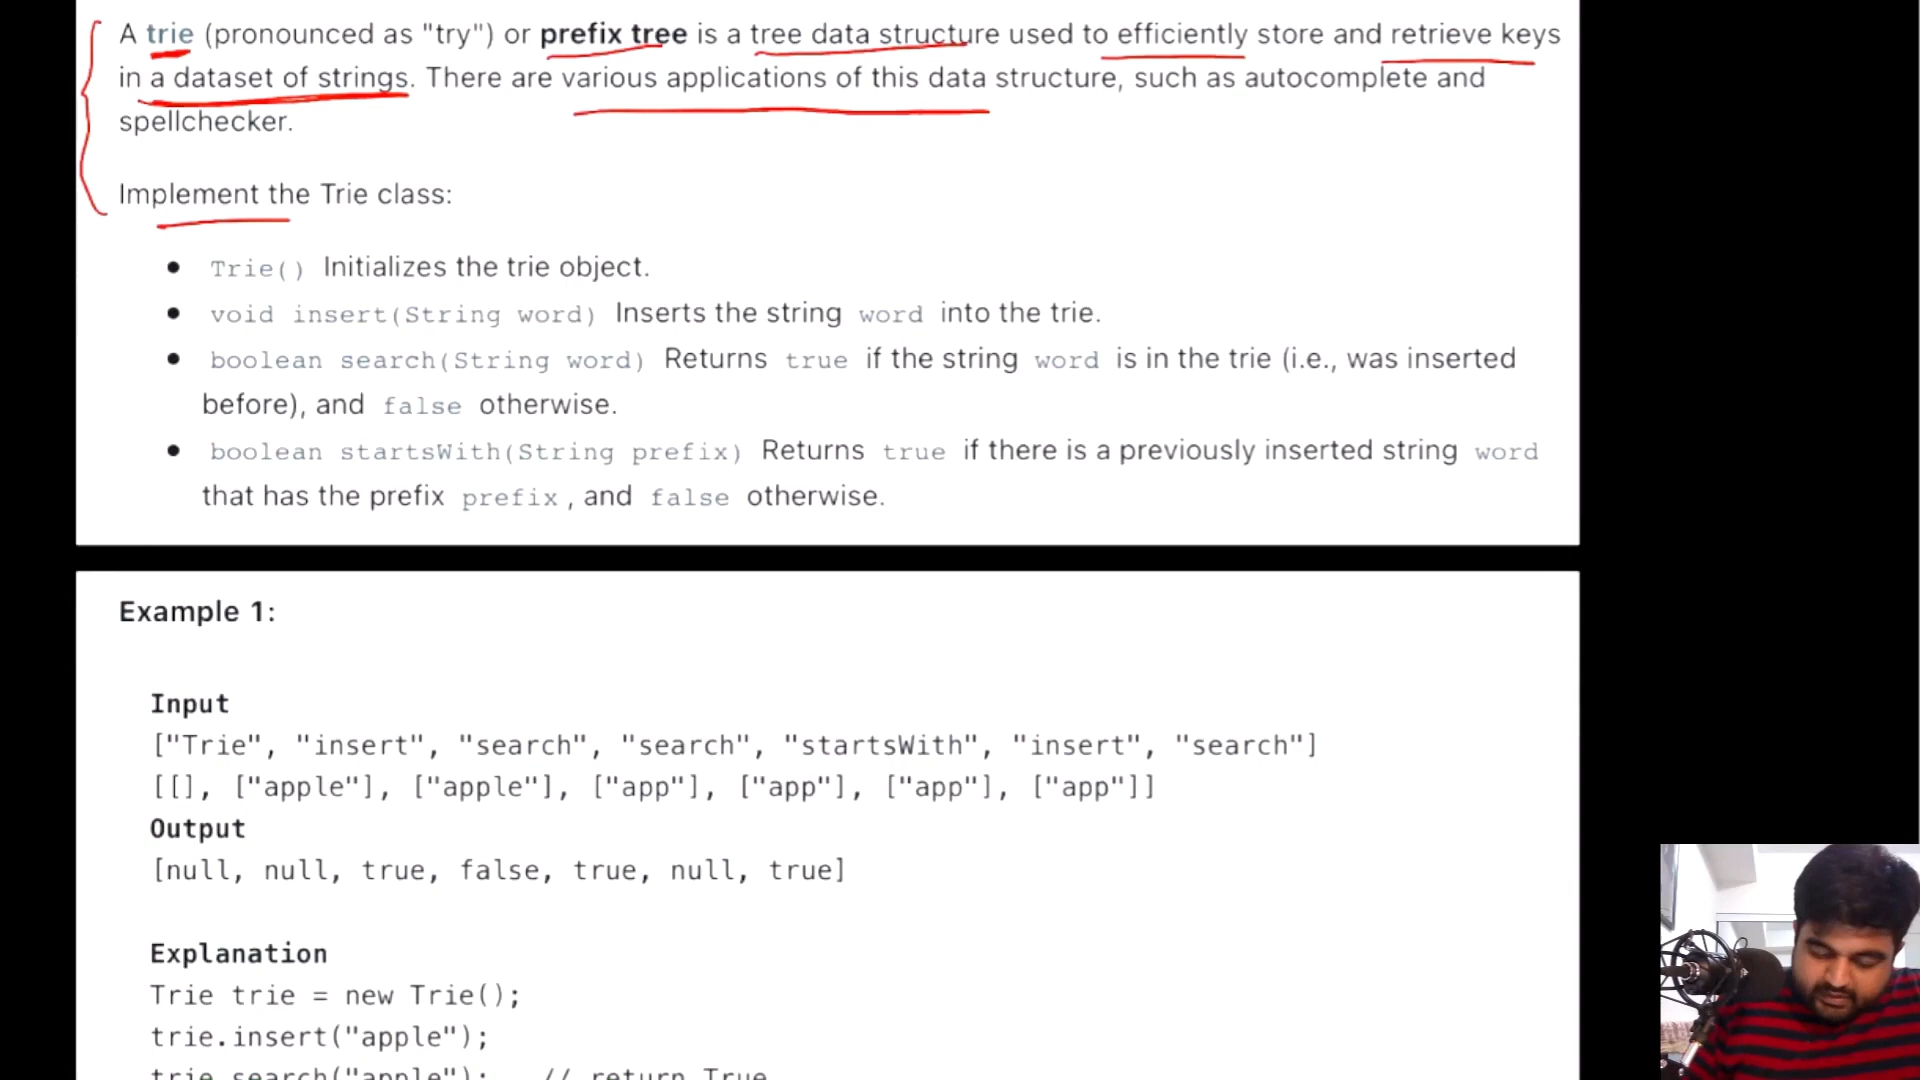 A trie (pronounced as "try") or prefix tree is a tree data structure used to efficiently store and retrieve keys
in a dataset of strings. There are various applications of this data structure, such as autocomplete and
spellchecker.
Implement the Trie class:
• Trie() Initializes the trie object.
• void insert(String word) Inserts the string word into the trie.
• boolean search(String word) Returns true if the string word is in the trie (i.e., was inserted
before), and false otherwise.
• boolean startsWith(String prefix) Returns true if there is a previously inserted string word
that has the prefix prefix, and false otherwise.
Example 1:
Input
["Trie", "insert", "search", "search", "startsWith", "insert", "search"]
[[], ["apple"], ["apple"], ["app"], ["app"], ["app"], ["app"]]
Output
[null, null, true, false, true, null, true]
Explanation
Trie trie = new Trie();
trie.insert("apple");
trie.search("apple");   // return True